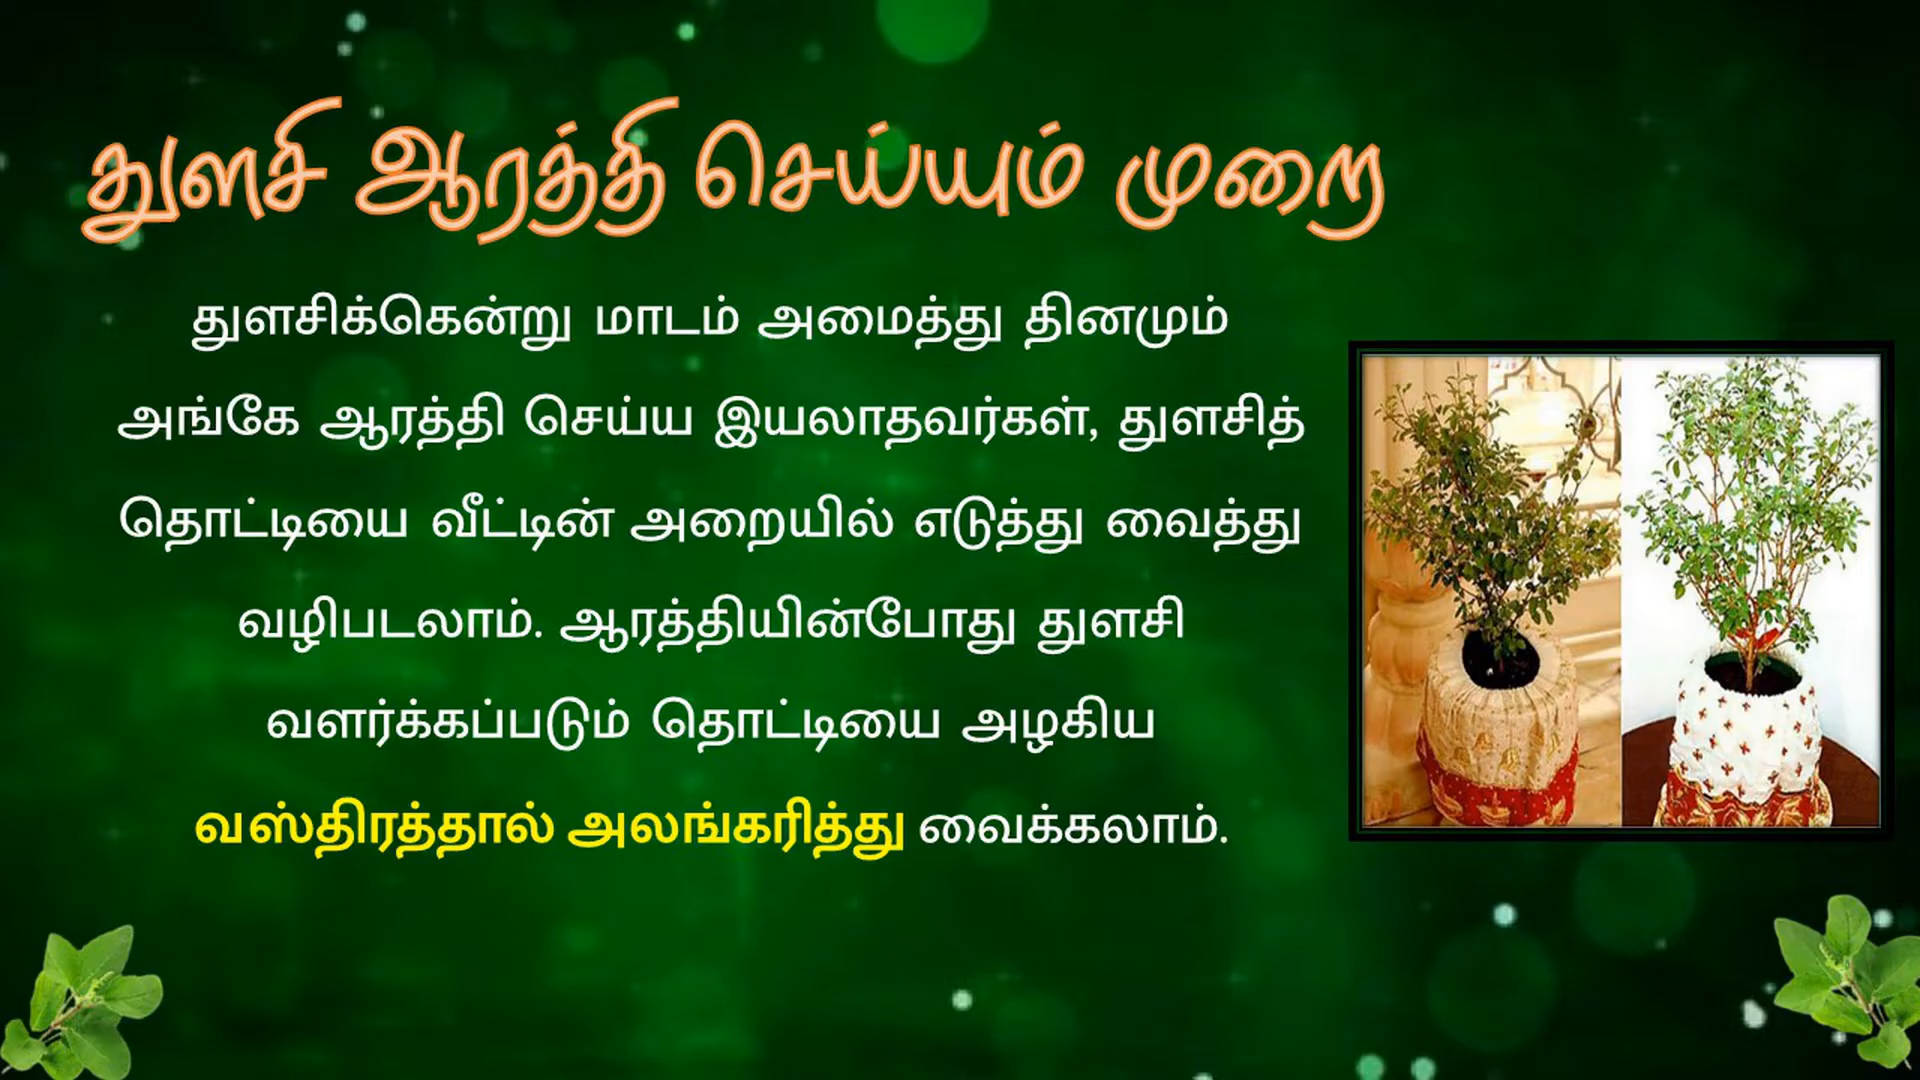 துளசி ஆரத்தி செய்யும் முறை
துளசிக்கென்று மாடம் அமைத்து தினமும்
அங்கே ஆரத்தி செய்ய இயலாதவர்கள், துளசித்
தொட்டியை வீட்டின் அறையில் எடுத்து வைத்து
வழிபடலாம். ஆரத்தியின்போது துளசி
வளர்க்கப்படும் தொட்டியை அழகிய
வஸ்திரத்தால் அலங்கரித்து வைக்கலாம்.